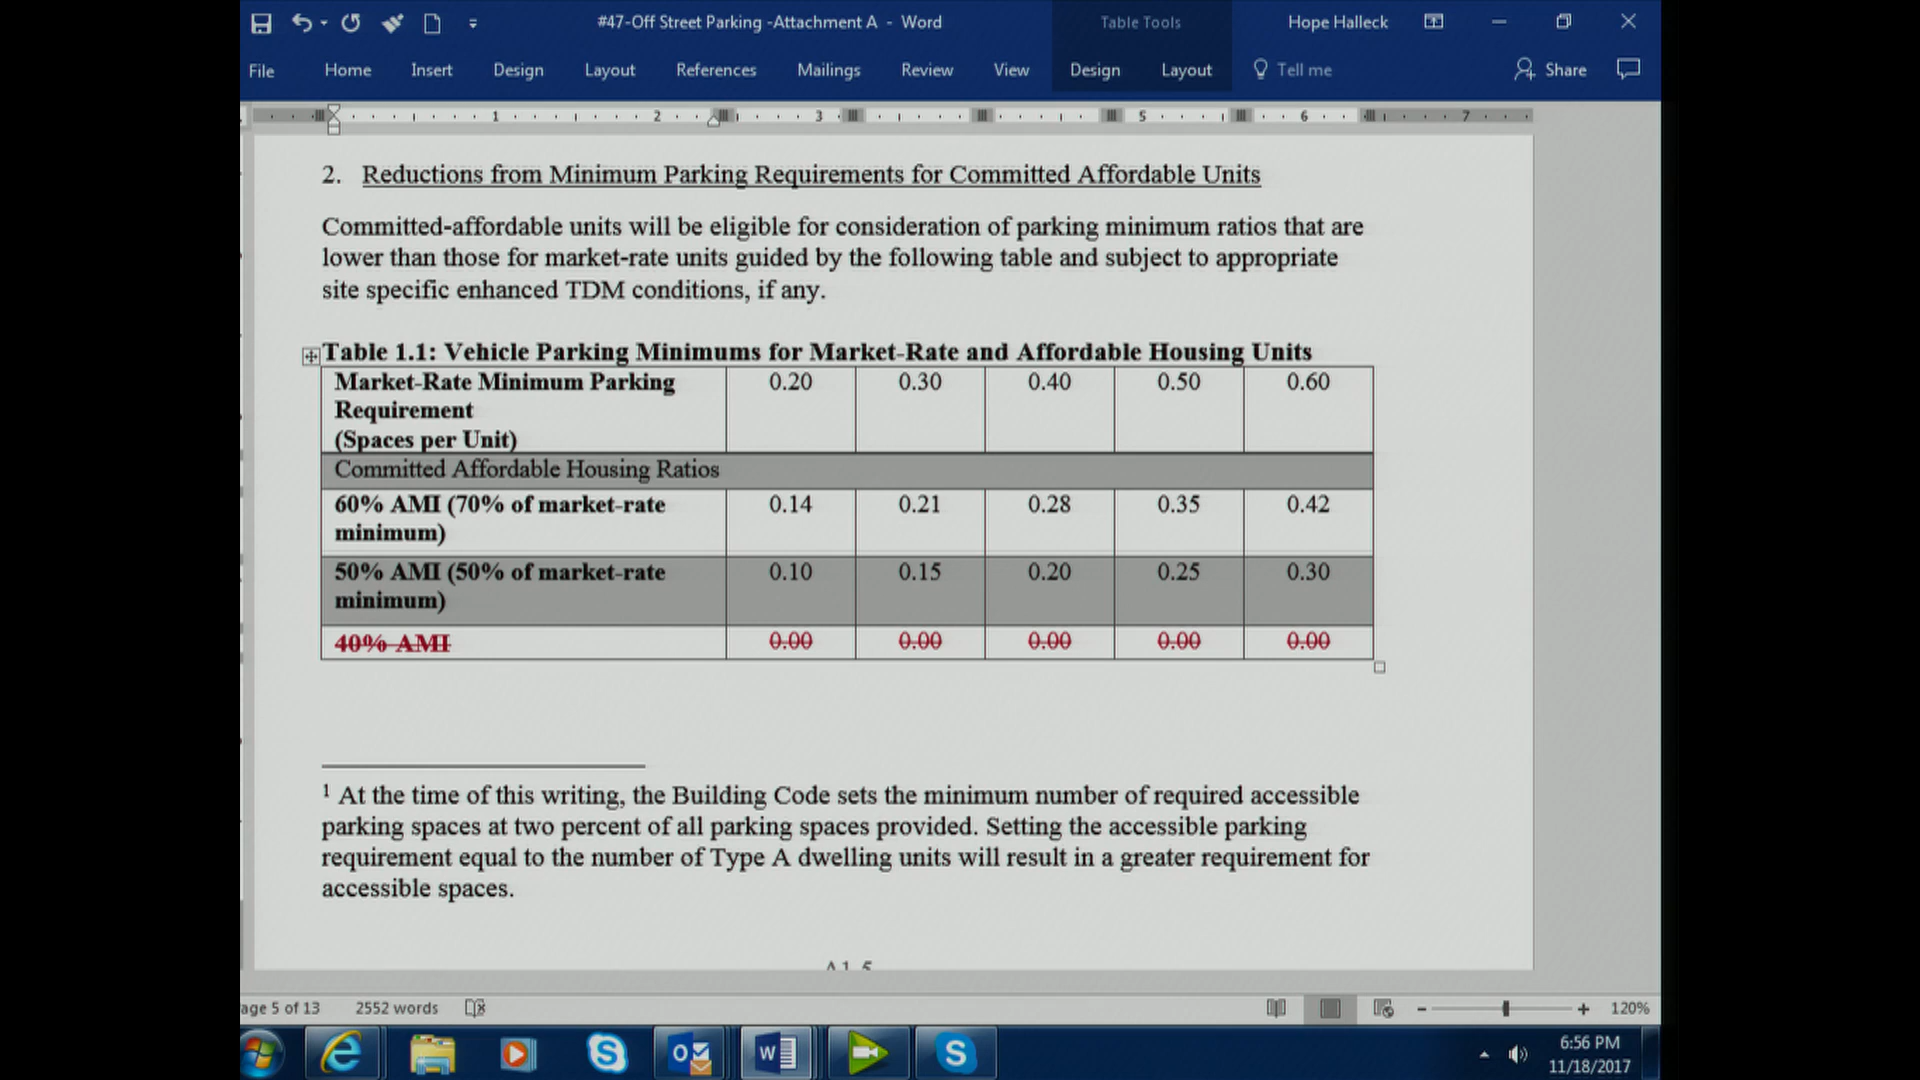 #47-Off Street Parking -Attachment A - Word
Table Tools
Hope Halleck
File Home Insert Design Layout References Mailings Review View Design Layout Tell me Share
1 2 3 5 6 7
2. Reductions from Minimum Parking Requirements for Committed Affordable Units
Committed-affordable units will be eligible for consideration of parking minimum ratios that are
lower than those for market-rate units guided by the following table and subject to appropriate
site specific enhanced TDM conditions, if any.
Table 1.1: Vehicle Parking Minimums for Market-Rate and Affordable Housing Units
Market-Rate Minimum Parking 0.20 0.30 0.40 0.50 0.60
Requirement
(Spaces per Unit)
Committed Affordable Housing Ratios
60% AMI (70% of market-rate 0.14 0.21 0.28 0.35 0.42
minimum)
50% AMI (50% of market-rate 0.10 0.15 0.20 0.25 0.30
minimum)
40% AMI 0.00 0.00 0.00 0.00 0.00
1 At the time of this writing, the Building Code sets the minimum number of required accessible
parking spaces at two percent of all parking spaces provided. Setting the accessible parking
requirement equal to the number of Type A dwelling units will result in a greater requirement for
accessible spaces.
age 5 of 13 2552 words 120%
6:56 PM
11/18/2017